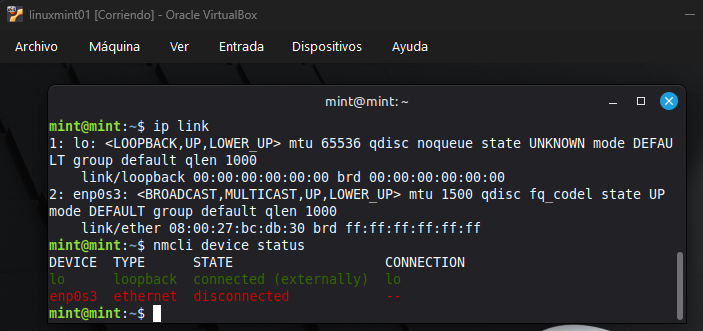 linuxmint01 [Corriendo] - Oracle VirtualBox
Archivo Máquina Ver Entrada Dispositivos Ayuda
mint@mint: ~
mint@mint:~$ ip link
1: lo: <LOOPBACK,UP,LOWER_UP> mtu 65536 qdisc noqueue state UNKNOWN mode DEFAU
LT group default qlen 1000
    link/loopback 00:00:00:00:00:00 brd 00:00:00:00:00:00
2: enp0s3: <BROADCAST,MULTICAST,UP,LOWER_UP> mtu 1500 qdisc fq_codel state UP
mode DEFAULT group default qlen 1000
    link/ether 08:00:27:bc:db:30 brd ff:ff:ff:ff:ff:ff
mint@mint:~$ nmcli device status
DEVICE  TYPE      STATE                   CONNECTION
lo      loopback  connected (externally)  lo
enp0s3  ethernet  disconnected            --
mint@mint:~$